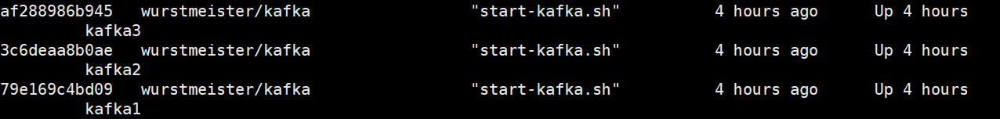 af288986b945   wurstmeister/kafka                 "start-kafka.sh"          4 hours ago      Up 4 hours
         kafka3
3c6deaa8b0ae   wurstmeister/kafka                 "start-kafka.sh"          4 hours ago      Up 4 hours
         kafka2
79e169c4bd09   wurstmeister/kafka                 "start-kafka.sh"          4 hours ago      Up 4 hours
         kafka1